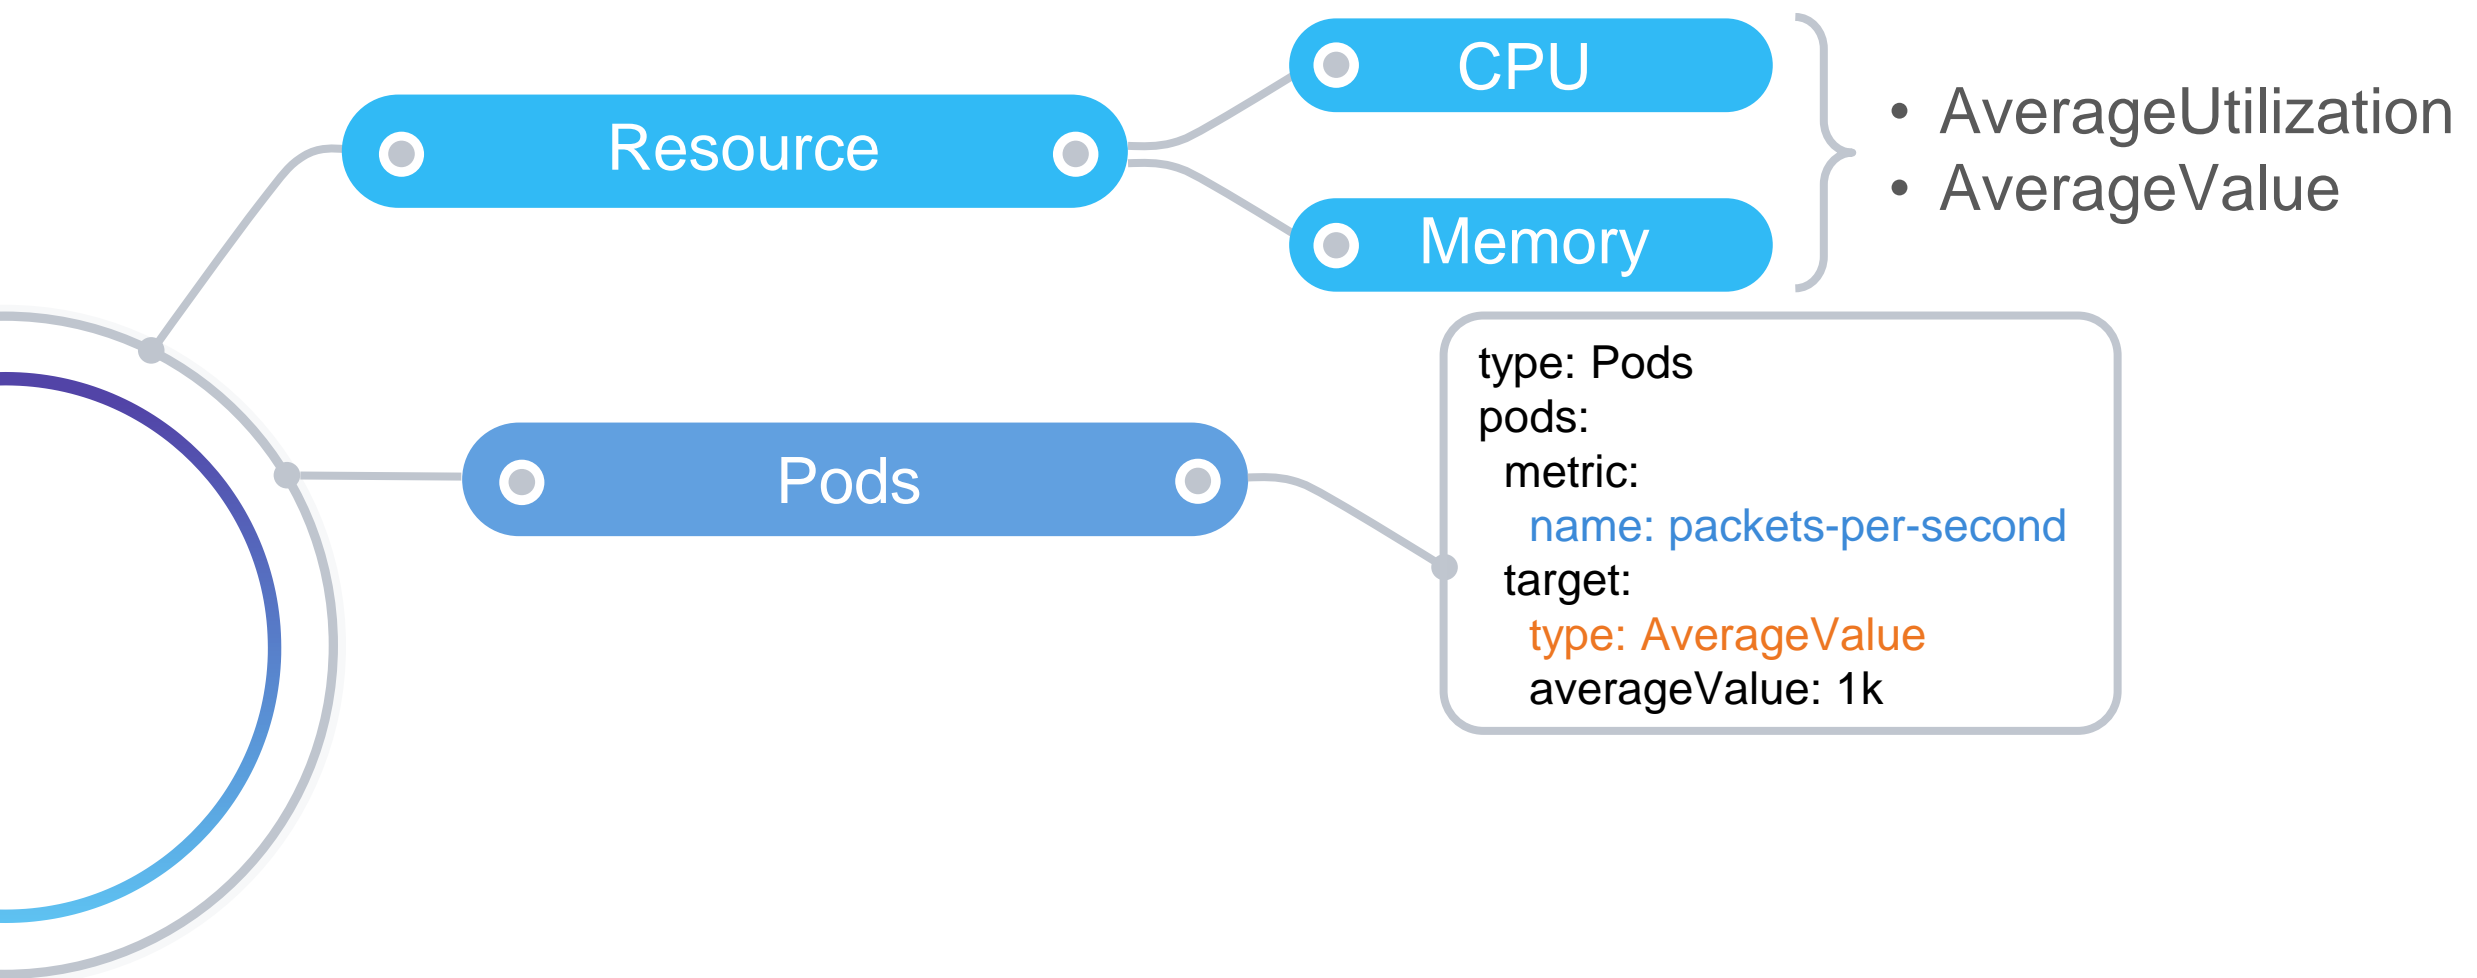 Resource
CPU
Memory
• AverageUtilization
• AverageValue
Pods
type: Pods
pods:
  metric:
    name: packets-per-second
  target:
    type: AverageValue
    averageValue: 1k